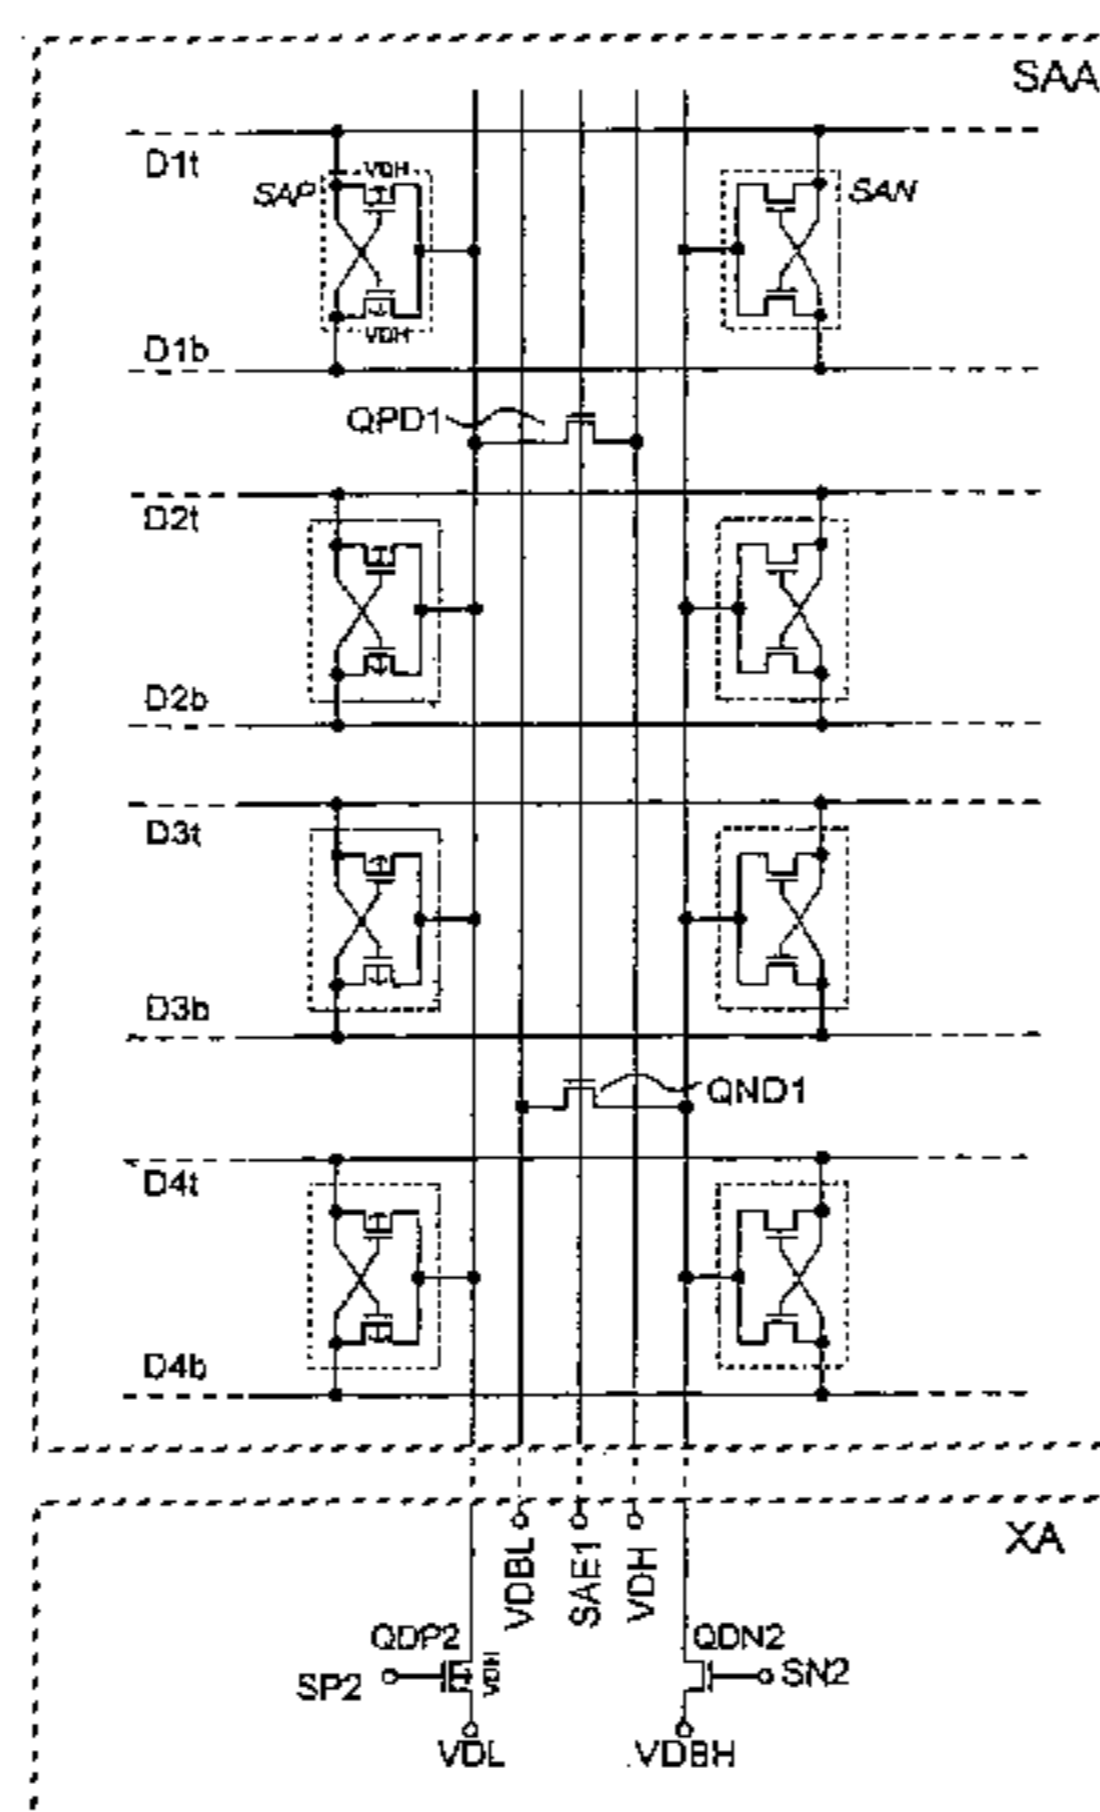 SAA
D1t
VDH
SAP
SAN
VDH
D1b
QPD1
D2t
D2b
D3t
D3b
QND1
D4t
D4b
XA
VDBL
SAE1
VDH
QDP2
QDN2
SP2
VDH
SN2
VDL
VDBH